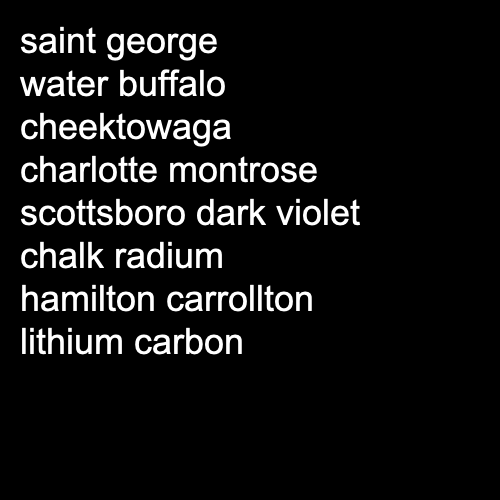 saint george
water buffalo
cheektowaga
charlotte montrose
scottsboro dark violet
chalk radium
hamilton carrollton
lithium carbon